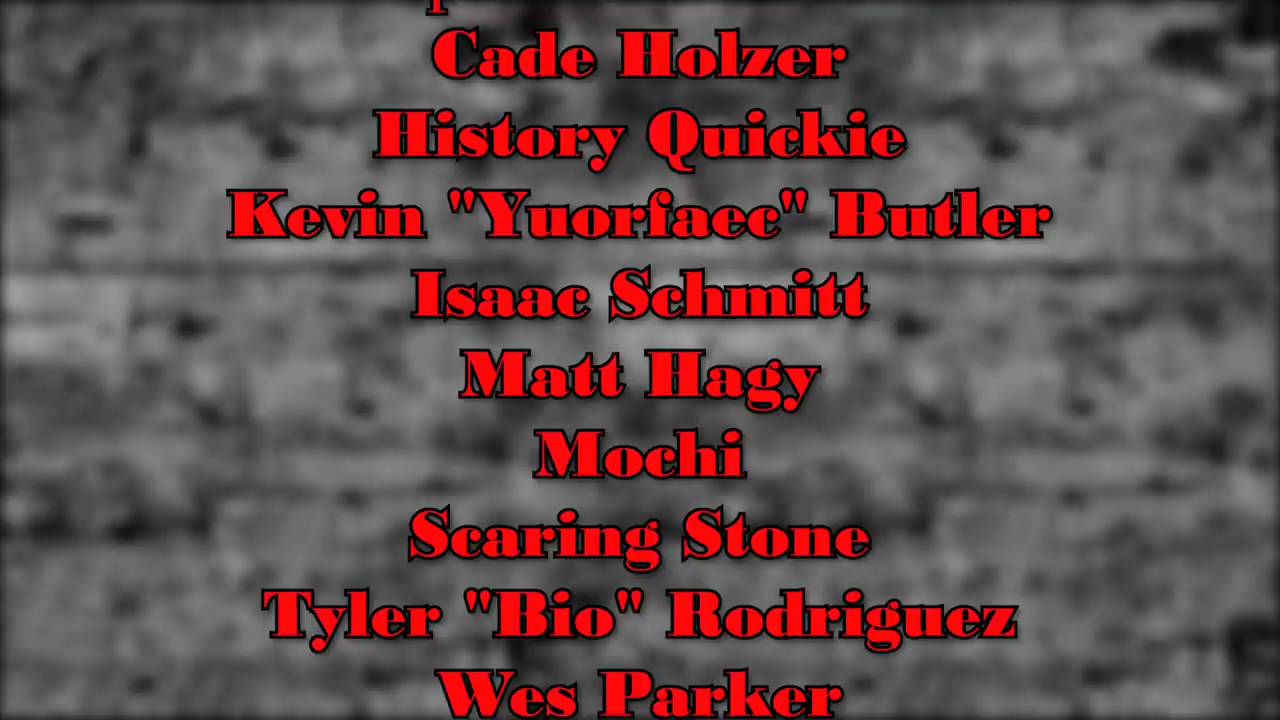 Cade Holzer
History Quickie
Kevin "Yuorfaec" Butler
Isaac Schmitt
Matt Hagy
Mochi
Scaring Stone
Tyler "Bio" Rodriguez
Wes Parker